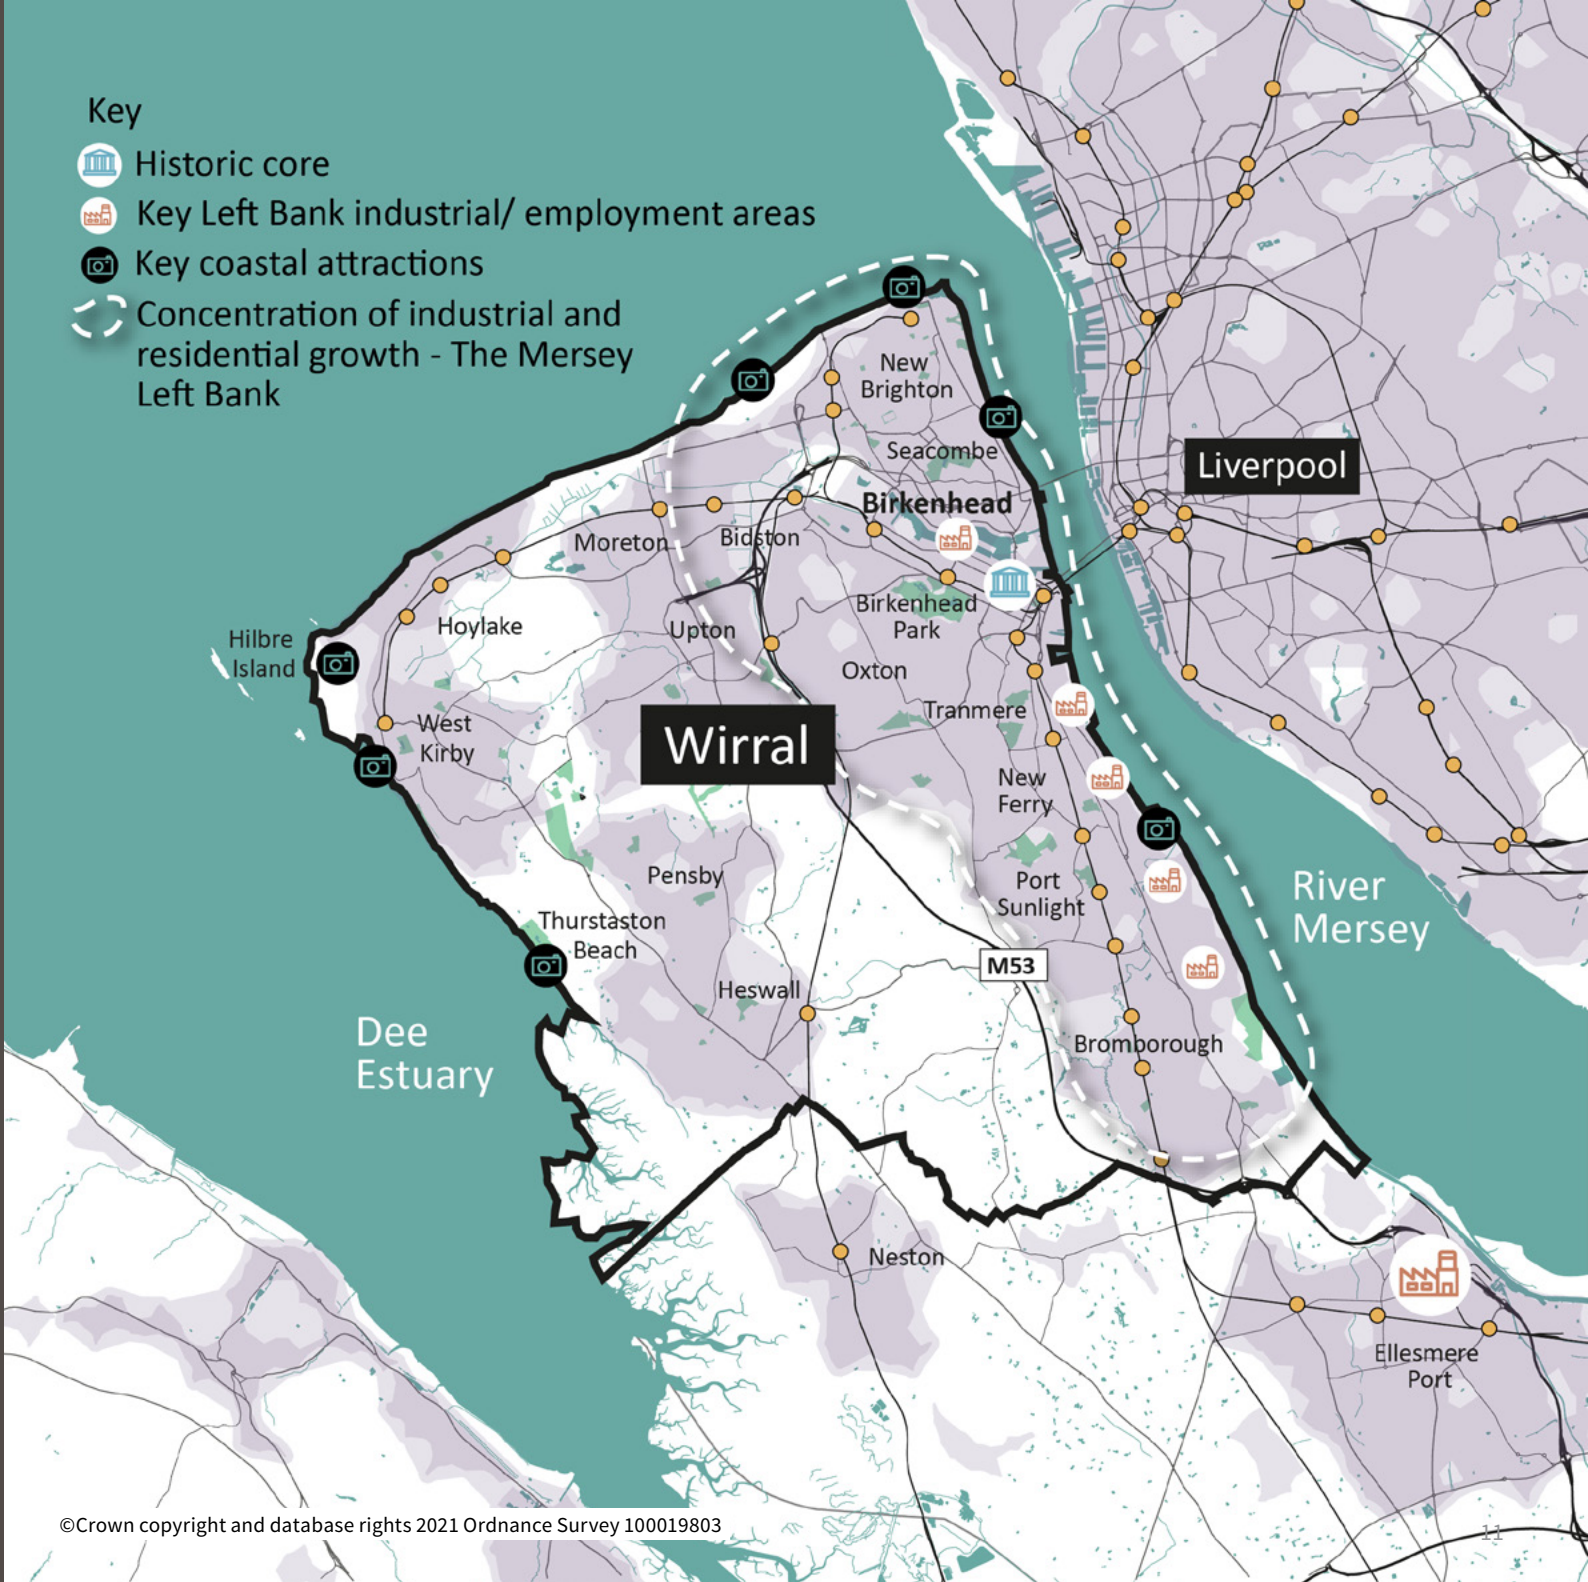 Key
Historic core
Key Left Bank industrial/ employment areas
Key coastal attractions
Concentration of industrial and
residential growth - The Mersey
Left Bank
New
Brighton
Seacombe
Liverpool
Birkenhead
Moreton
Bidston
Birkenhead
Park
Hoylake
Upton
Hilbre
Island
Oxton
Tranmere
West
Kirby
Wirral
New
Ferry
Pensby
Port
Sunlight
River
Mersey
Thurstaston
Beach
M53
Heswall
Dee
Estuary
Bromborough
Neston
Ellesmere
Port
©Crown copyright and database rights 2021 Ordnance Survey 100019803
11